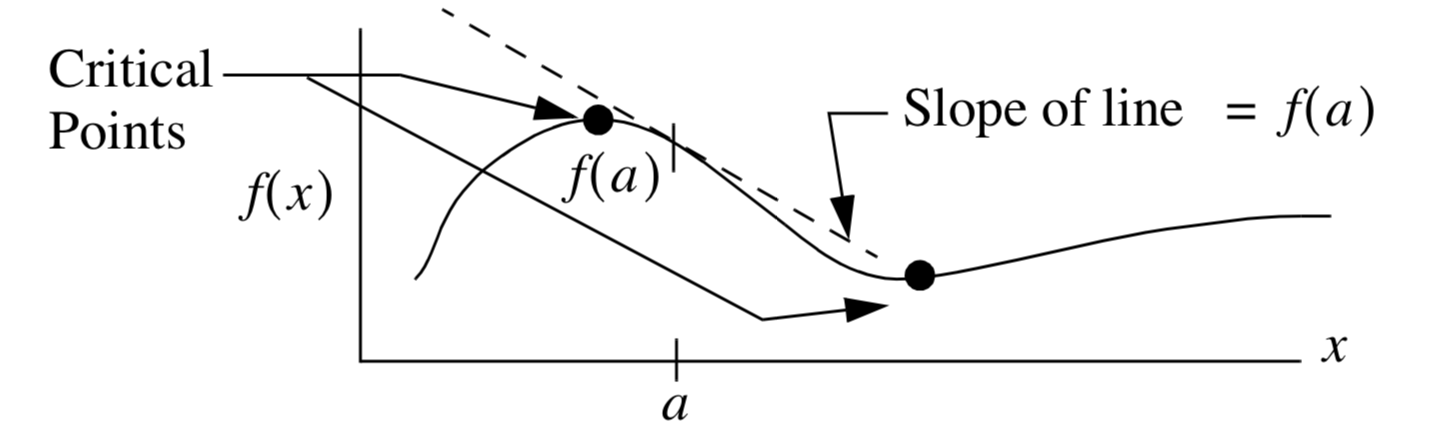 Critical
Points
Slope of line = f(a)
f(x)
f(a)
x
a